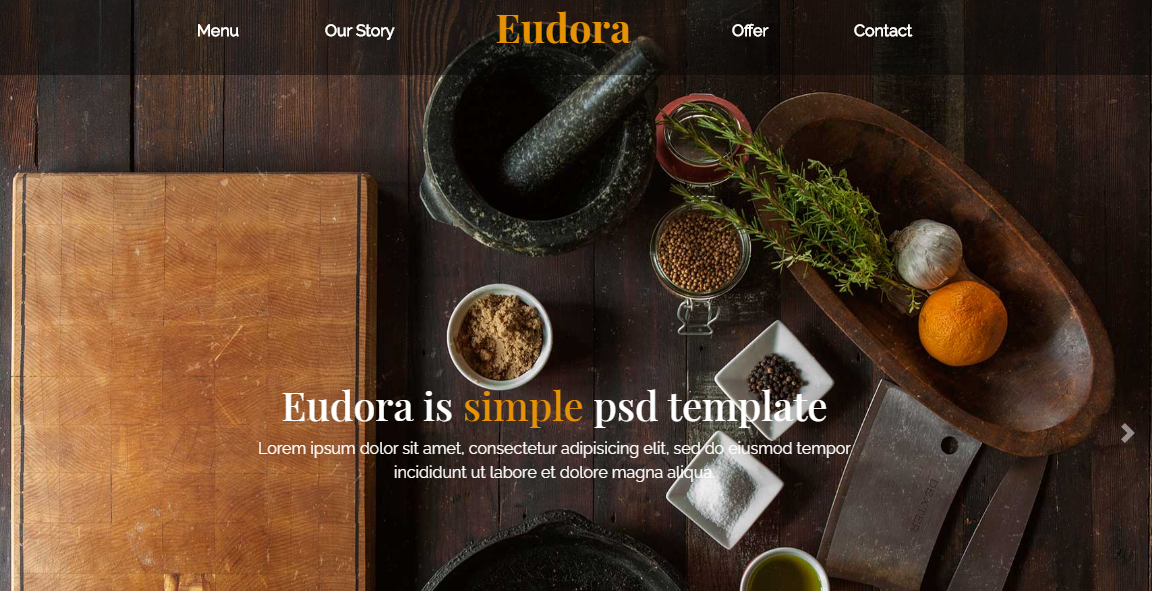 Menu
Our Story
Eudora
Offer
Contact
Eudora is simple psd template
Lorem ipsum dolor sit amet, consectetur adipisicing elit, sed do eiusmod tempor
incididunt ut labore et dolore magna aliqua.